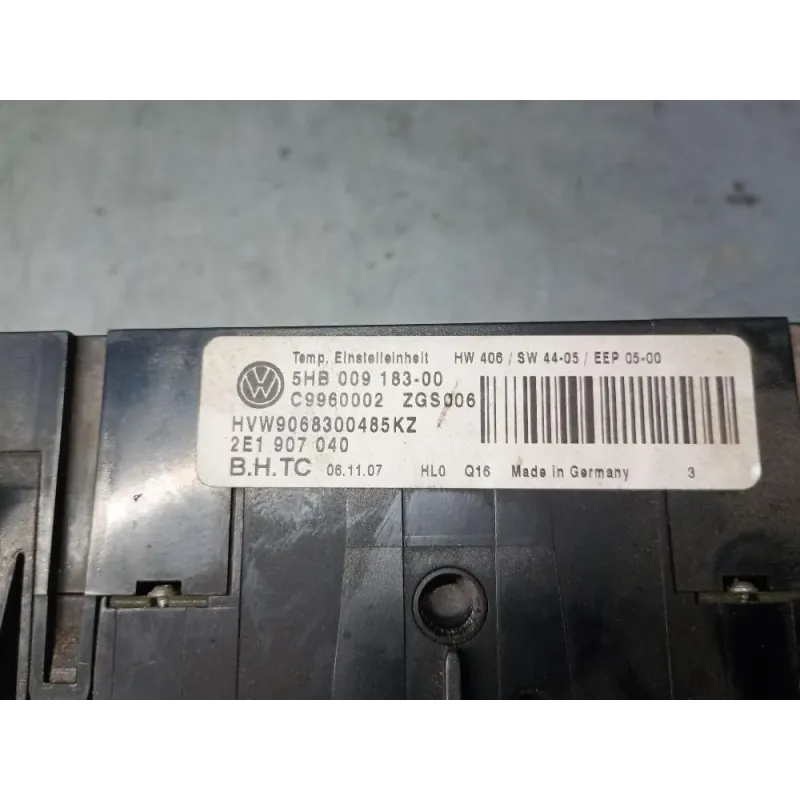 Temp. Einstelleinheit HW 406 / SW 44-05 / EEP 05-00
5HB 009 183-00
C9960002 ZGS006
HVW9068300485KZ
2E1 907 040
B.H.TC 06.11.07 HL0 Q16 Made in Germany 3